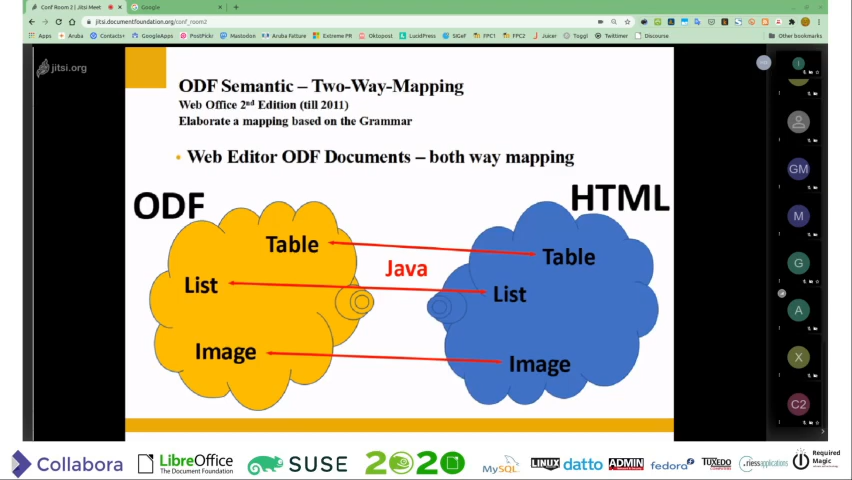 Conf Room 2 | Jitsi Meet
Google
jitsi.documentfoundation.org/conf_room2
Apps
Aruba
Contacts+
GoogleApps
PostPickr
Mastodon
Aruba Fatture
Extreme PR
Oktopost
LucidPress
SIGef
FPC1
FPC2
Juicer
Toggl
Twittimer
Discourse
Other bookmarks
jitsi.org
ODF Semantic – Two-Way-Mapping
Web Office 2nd Edition (till 2011)
Elaborate a mapping based on the Grammar
• Web Editor ODF Documents – both way mapping
ODF
HTML
Table
Table
Java
List
List
Image
Image
I
GM
M
G
A
X
C2
Collabora
LibreOffice
The Document Foundation
SUSE
2020
MySQL
LINUX
datto
ADMIN
fedora
TUXEDO
riessapplications
Required
Magic